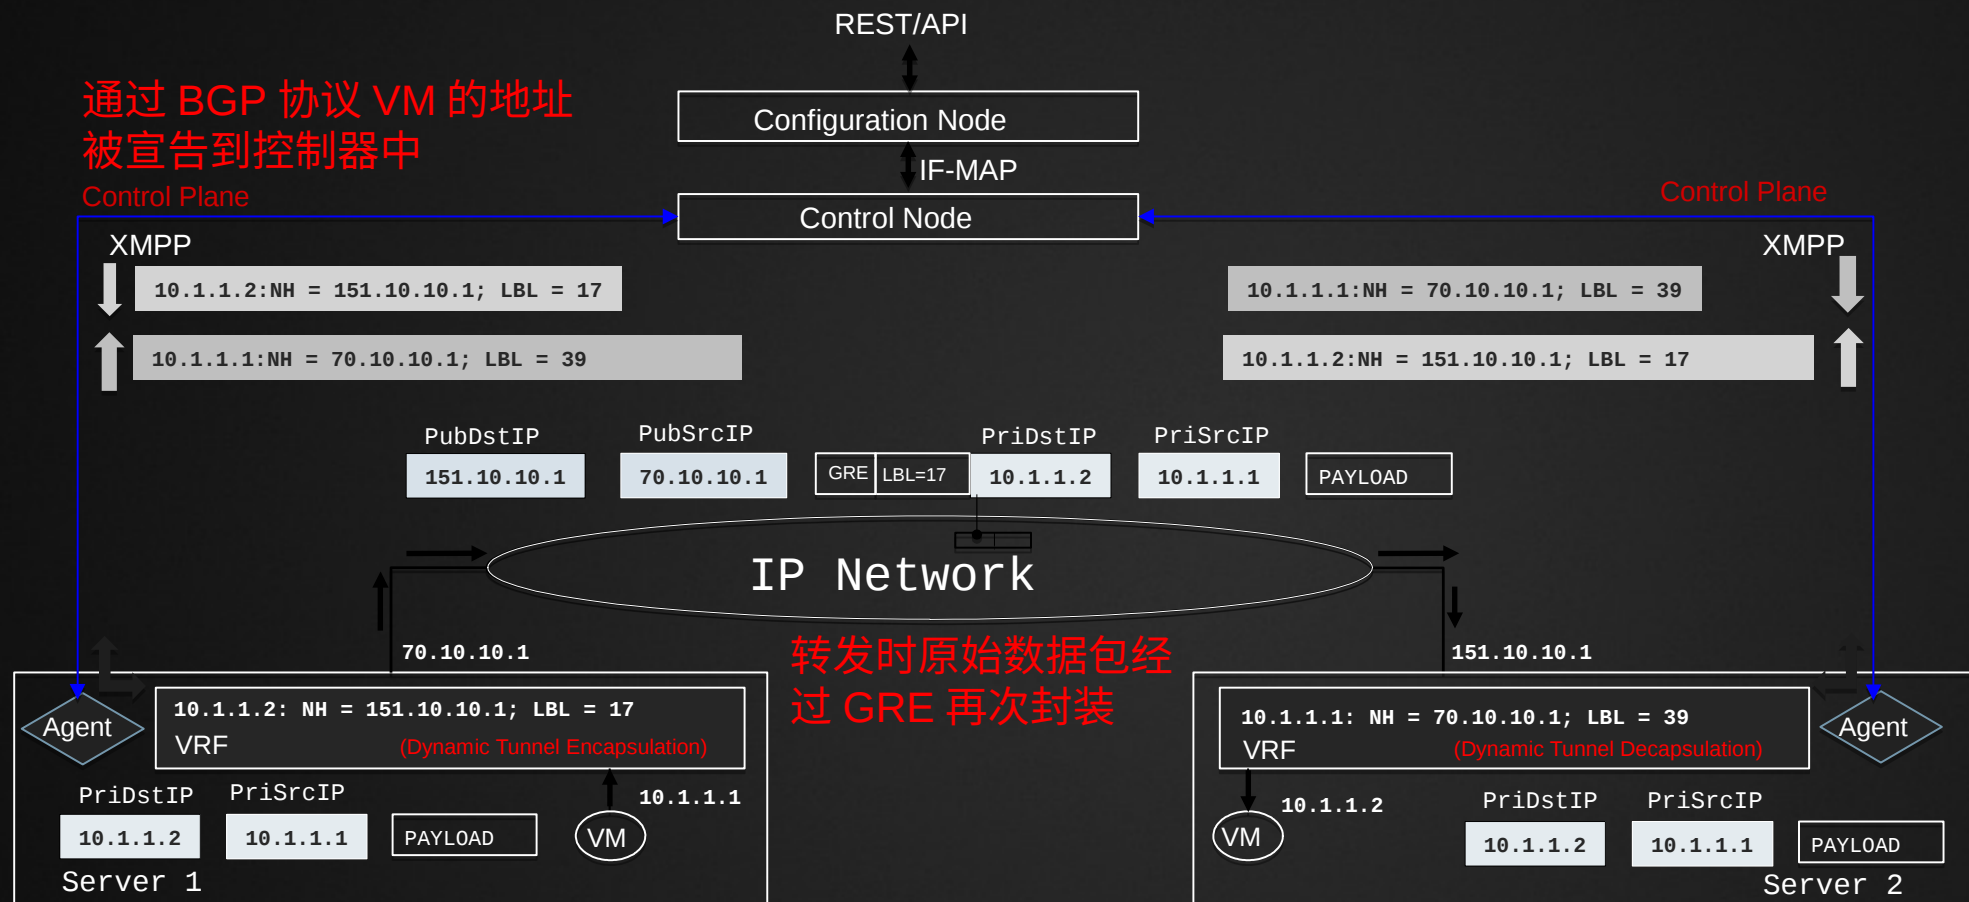 REST/API
通过 BGP 协议 VM 的地址
被宣告到控制器中
Configuration Node
IF-MAP
Control Plane
Control Plane
Control Node
XMPP
XMPP
10.1.1.2:NH = 151.10.10.1; LBL = 17
10.1.1.1:NH = 70.10.10.1; LBL = 39
10.1.1.1:NH = 70.10.10.1; LBL = 39
10.1.1.2:NH = 151.10.10.1; LBL = 17
PubDstIP
PubSrcIP
PriDstIP
PriSrcIP
151.10.10.1
70.10.10.1
GRE
LBL=17
10.1.1.2
10.1.1.1
PAYLOAD
IP Network
转发时原始数据包经
过 GRE 再次封装
70.10.10.1
151.10.10.1
Agent
10.1.1.2: NH = 151.10.10.1; LBL = 17
VRF
(Dynamic Tunnel Encapsulation)
10.1.1.1
PriDstIP
PriSrcIP
10.1.1.2
10.1.1.1
PAYLOAD
VM
Server 1
10.1.1.1: NH = 70.10.10.1; LBL = 39
VRF
(Dynamic Tunnel Decapsulation)
Agent
10.1.1.2
VM
PriDstIP
PriSrcIP
10.1.1.2
10.1.1.1
PAYLOAD
Server 2